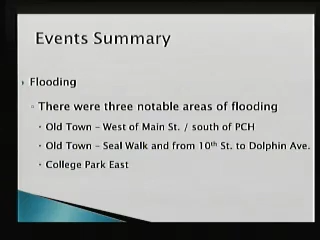 Events Summary
Flooding
There were three notable areas of flooding
Old Town – West of Main St. / south of PCH
Old Town – Seal Walk and from 10th St. to Dolphin Ave.
College Park East